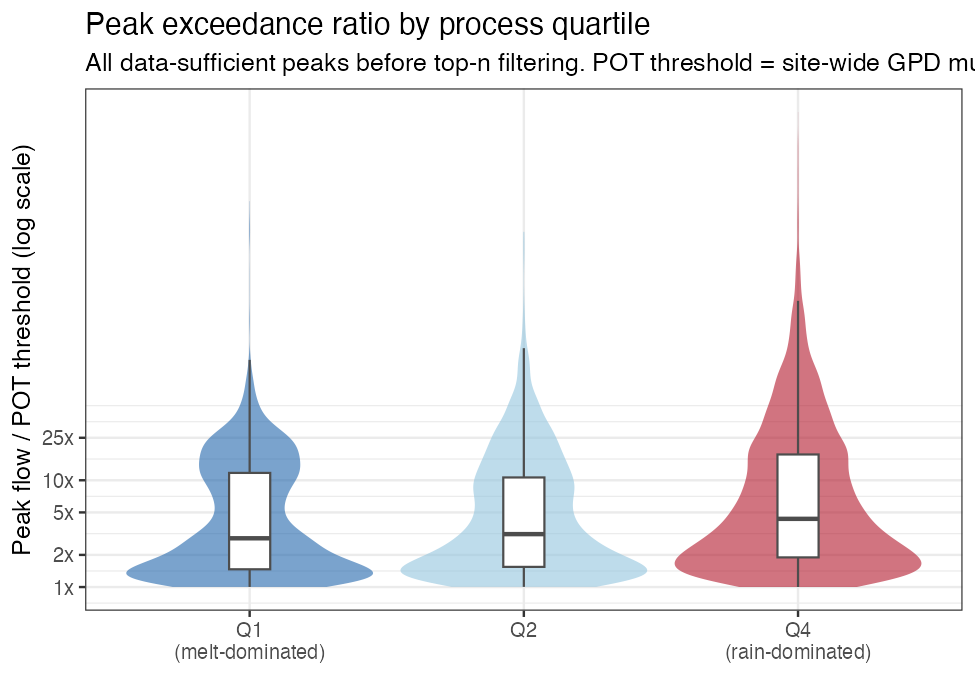 Peak exceedance ratio by process quartile
All data-sufficient peaks before top-n filtering. POT threshold = site-wide GPD mu
Peak flow / POT threshold (log scale)
25x
10x
5x
2x
1x
Q1
(melt-dominated)
Q2
Q4
(rain-dominated)